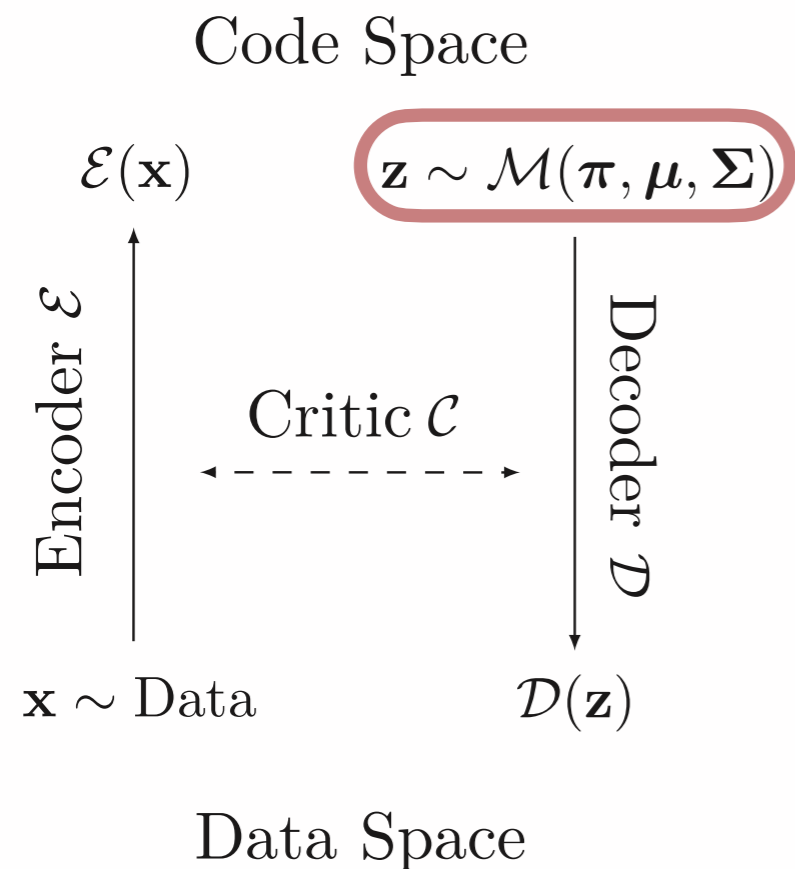 Code Space
ℰ(𝐱)
𝐳 ∼ ℳ(𝛑, 𝛍, 𝚺)
Encoder ℰ
Critic 𝒞
Decoder 𝒟
𝐱 ∼ Data
𝒟(𝐳)
Data Space